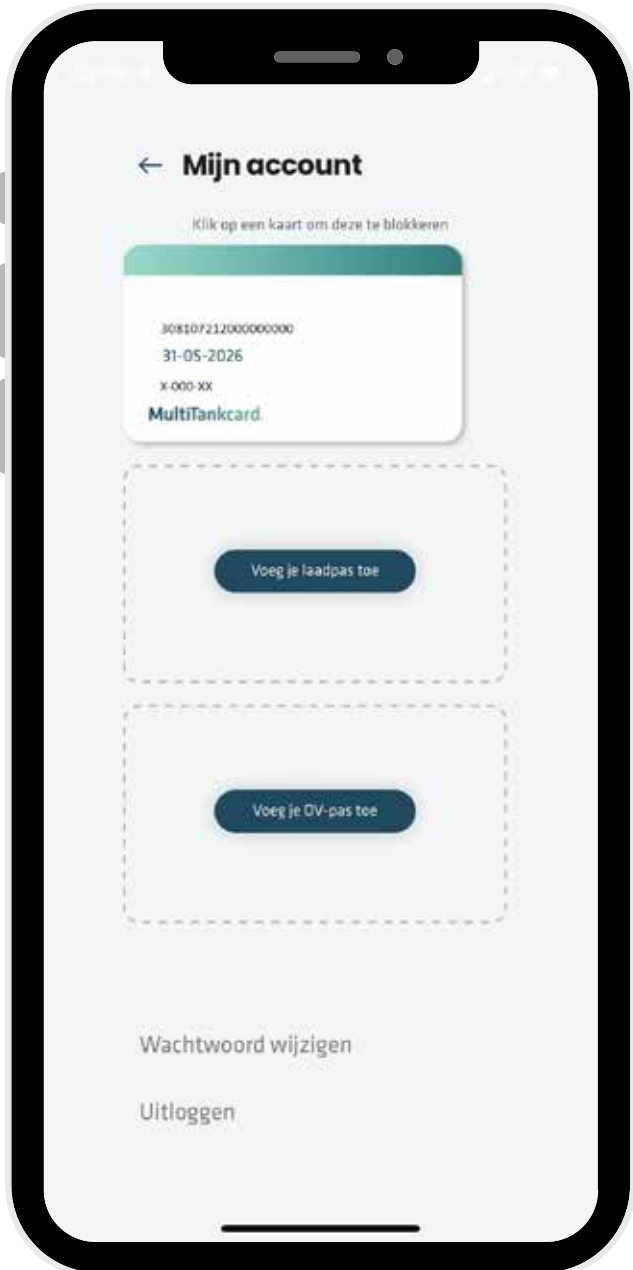 Mijn account
Klik op een kaart om deze te blokkeren
308107212000000000
31-05-2026
X-000-XX
MultiTankcard.
Voeg je laadpas toe
Voeg je OV-pas toe
Wachtwoord wijzigen
Uitloggen